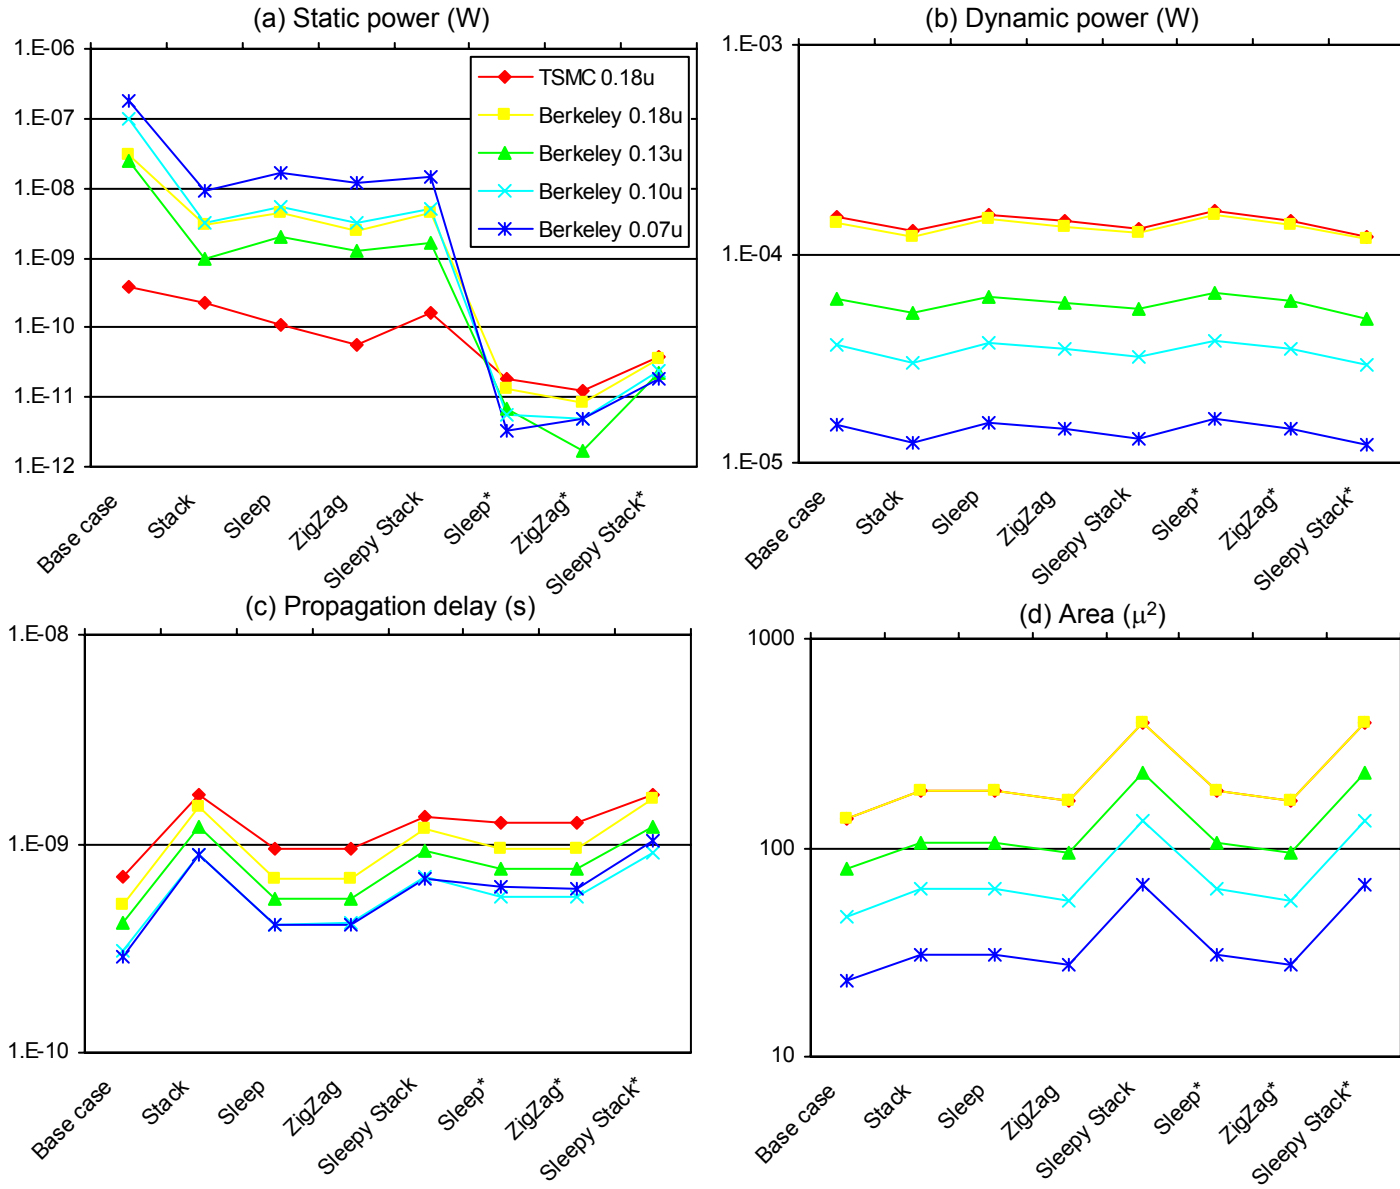 (a) Static power (W)
1.E-06
1.E-07
1.E-08
1.E-09
1.E-10
1.E-11
1.E-12
TSMC 0.18u
Berkeley 0.18u
Berkeley 0.13u
Berkeley 0.10u
Berkeley 0.07u
Base case
Stack
Sleep
ZigZag
Sleepy Stack
Sleep*
ZigZag*
Sleepy Stack*
(b) Dynamic power (W)
1.E-03
1.E-04
1.E-05
Base case
Stack
Sleep
ZigZag
Sleepy Stack
Sleep*
ZigZag*
Sleepy Stack*
(c) Propagation delay (s)
1.E-08
1.E-09
1.E-10
Base case
Stack
Sleep
ZigZag
Sleepy Stack
Sleep*
ZigZag*
Sleepy Stack*
(d) Area (μ²)
1000
100
10
Base case
Stack
Sleep
ZigZag
Sleepy Stack
Sleep*
ZigZag*
Sleepy Stack*